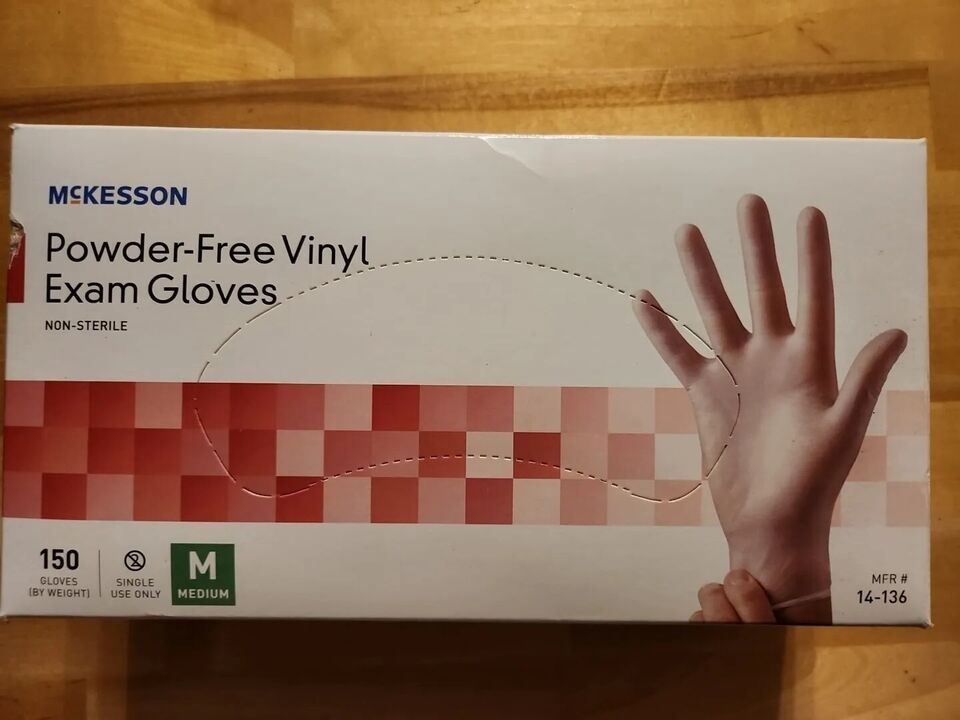 McKESSON
Powder-Free Vinyl
Exam Gloves
NON-STERILE
150
GLOVES
(BY WEIGHT)
SINGLE
USE ONLY
M
MEDIUM
MFR #
14-136